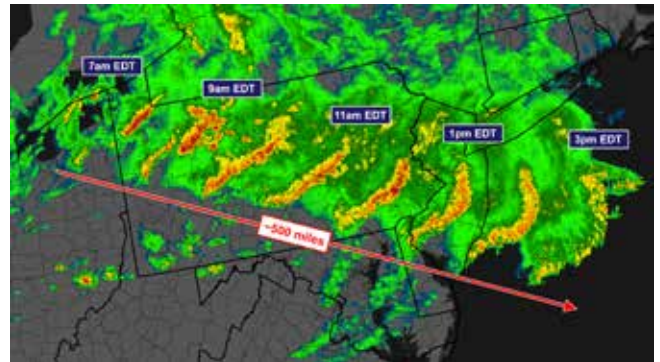 7am EDT
9am EDT
11am EDT
1pm EDT
3pm EDT
~500 miles